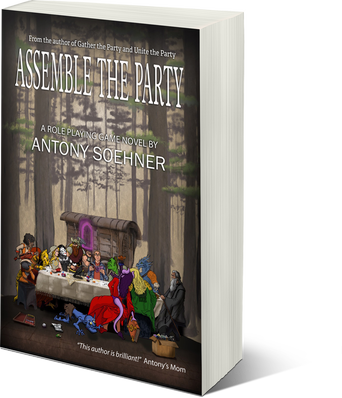 From the author of Gather the Party and Unite the Party
ASSEMBLE THE PARTY
A ROLE PLAYING GAME NOVEL BY
ANTONY SOEHNER
"This author is brilliant!" Antony's Mom